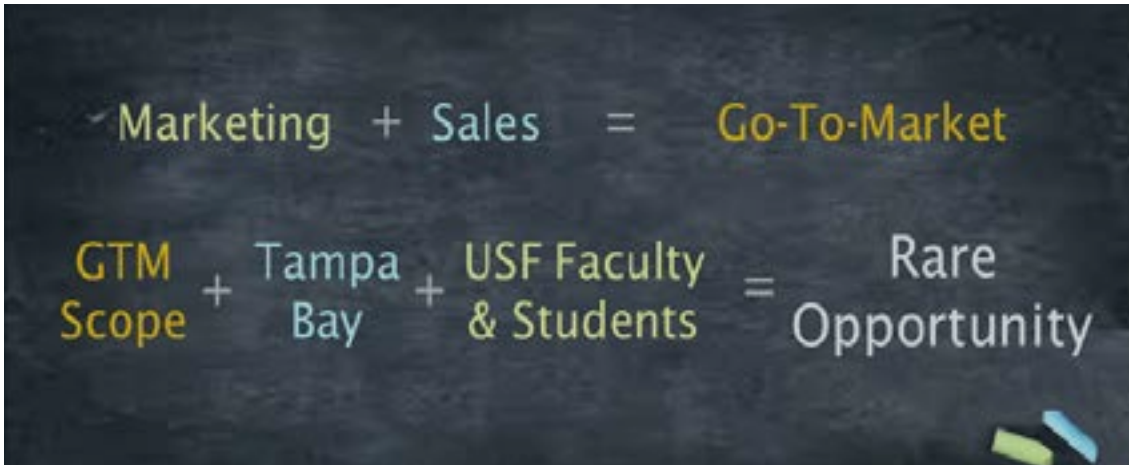 Marketing + Sales = Go-To-Market
GTM Scope + Tampa Bay + USF Faculty & Students = Rare Opportunity